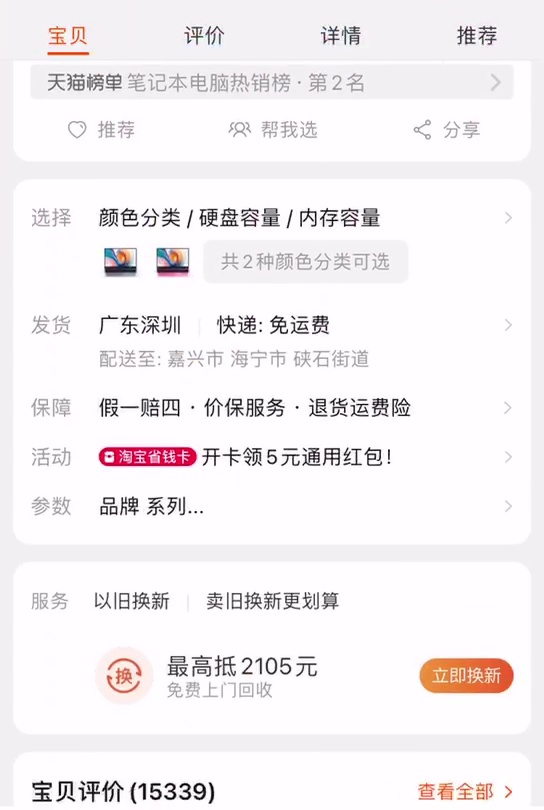 宝贝 评价 详情 推荐
天猫榜单 笔记本电脑热销榜·第2名
推荐 帮我选 分享
选择 颜色分类 / 硬盘容量 / 内存容量
共2种颜色分类可选
发货 广东深圳 快递: 免运费
配送至: 嘉兴市 海宁市 硖石街道
保障 假一赔四 · 价保服务 · 退货运费险
活动 淘宝省钱卡 开卡领5元通用红包!
参数 品牌 系列...
服务 以旧换新 卖旧换新更划算
换 最高抵2105元 立即换新
免费上门回收
宝贝评价(15339) 查看全部